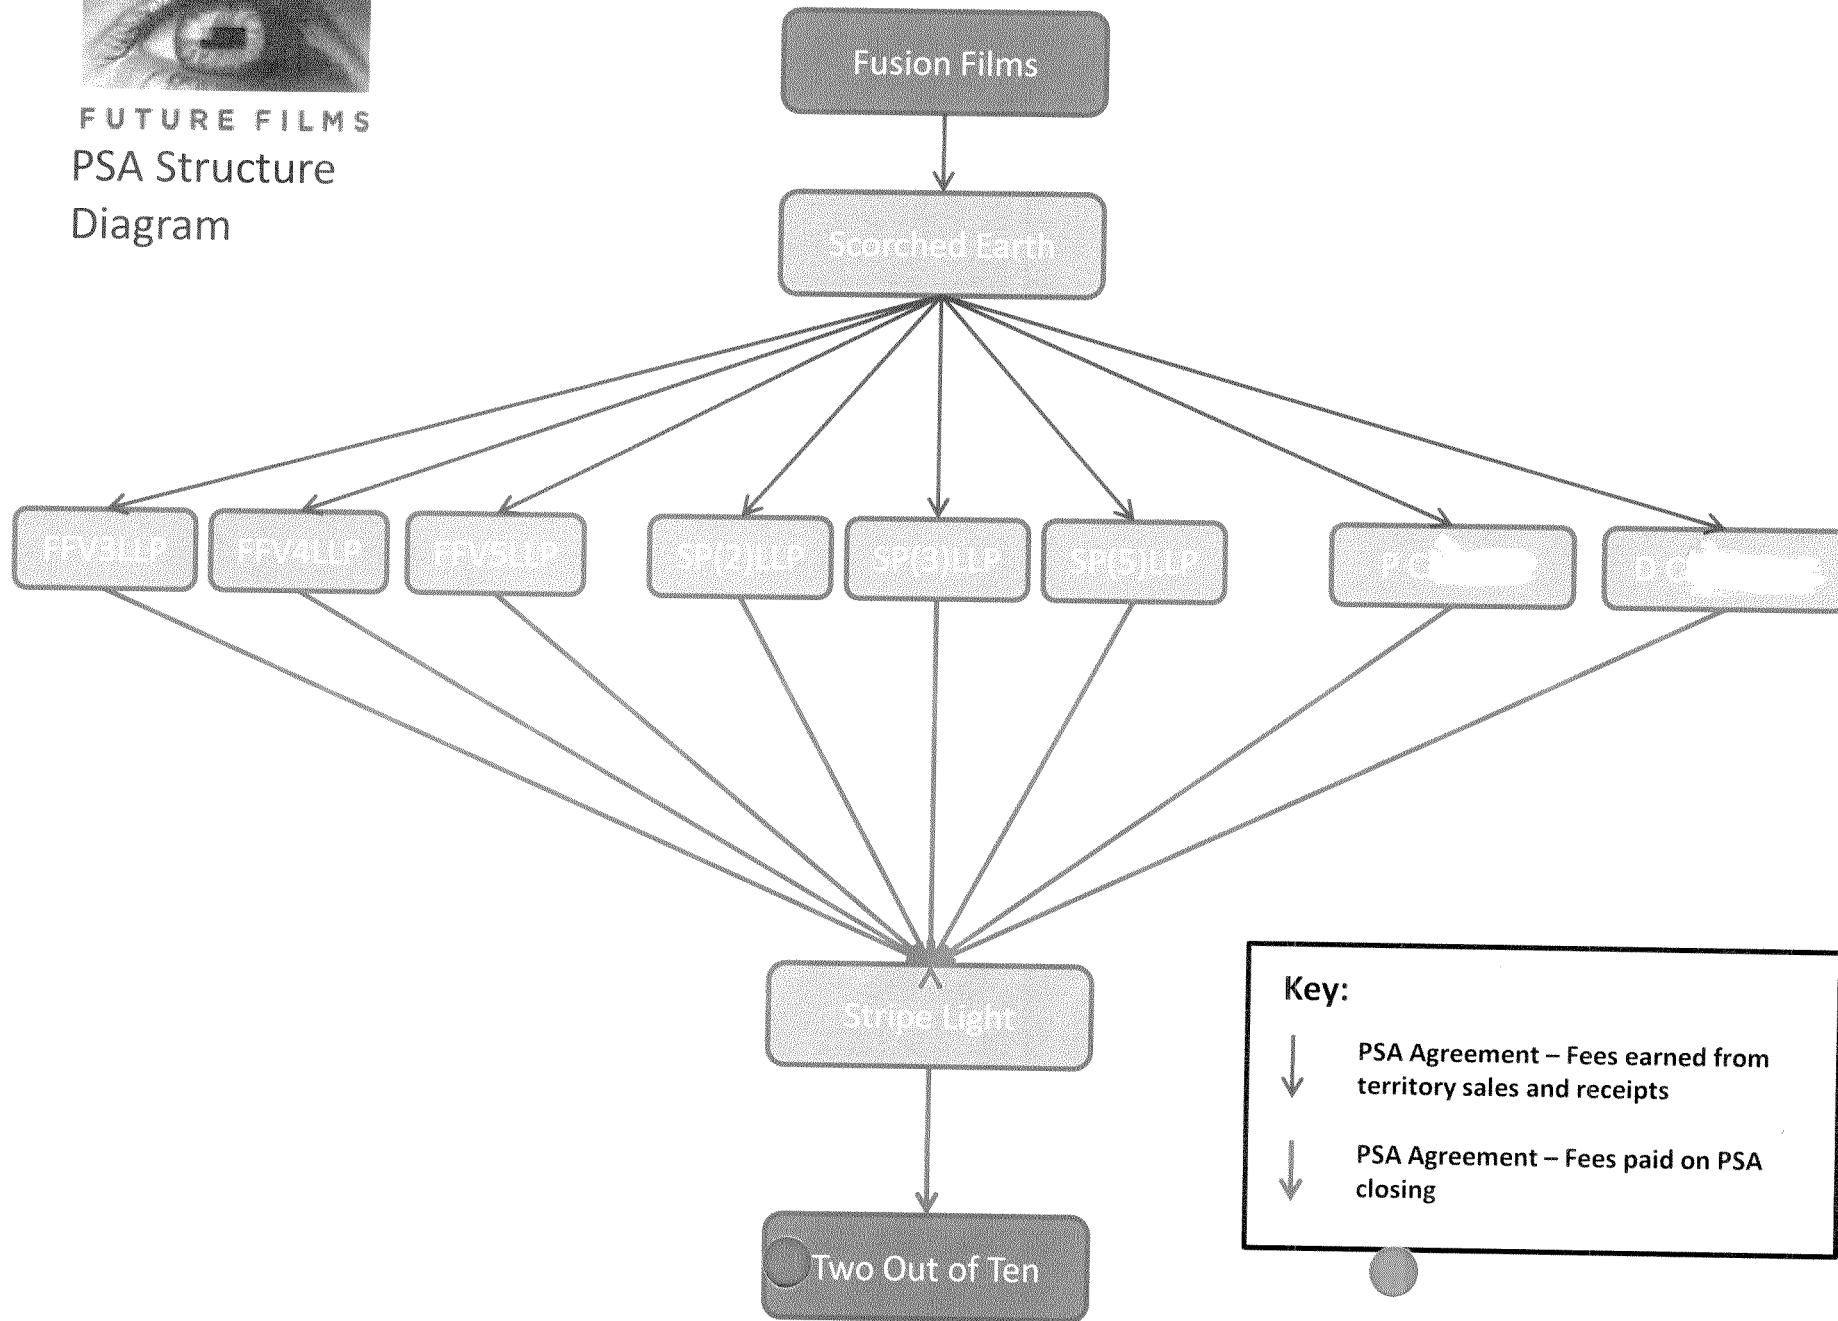 FUTURE FILMS
PSA Structure
Diagram
Fusion Films
Scorched Earth
FFV3LLP
FFV4LLP
FFV5LLP
SP(2)LLP
SP(3)LLP
SP(5)LLP
P C
D C
Stripe Light
Two Out of Ten
Key:
PSA Agreement – Fees earned from
territory sales and receipts
PSA Agreement – Fees paid on PSA
closing